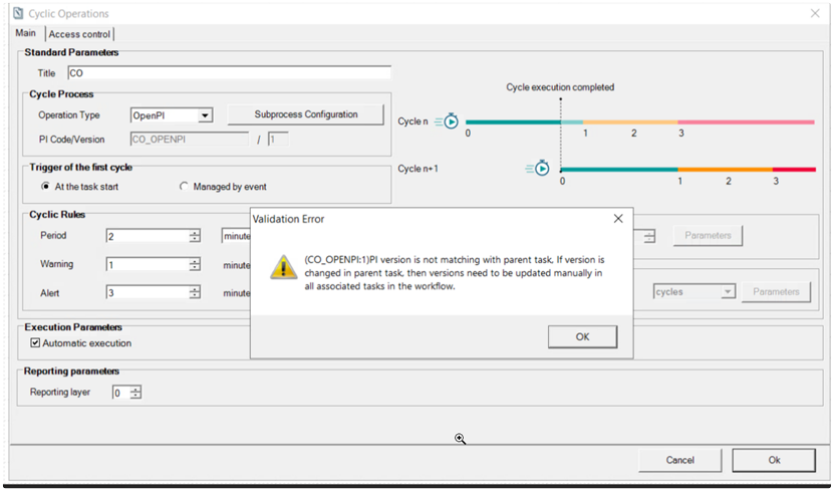 Cyclic Operations
Main
Access control
Standard Parameters
Title
CO
Cycle Process
Operation Type
OpenPI
Subprocess Configuration
PI Code/Version
CO_OPENPI
/
1
Cycle execution completed
Cycle n
0
1
2
3
Cycle n+1
0
1
2
3
Trigger of the first cycle
At the task start
Managed by event
Cyclic Rules
Period
2
minute
Parameters
Warning
1
minute
Alert
3
minute
cycles
Parameters
Validation Error
(CO_OPENPI:1)PI version is not matching with parent task, If version is
changed in parent task, then versions need to be updated manually in
all associated tasks in the workflow.
OK
Execution Parameters
Automatic execution
Reporting parameters
Reporting layer
0
Cancel
Ok